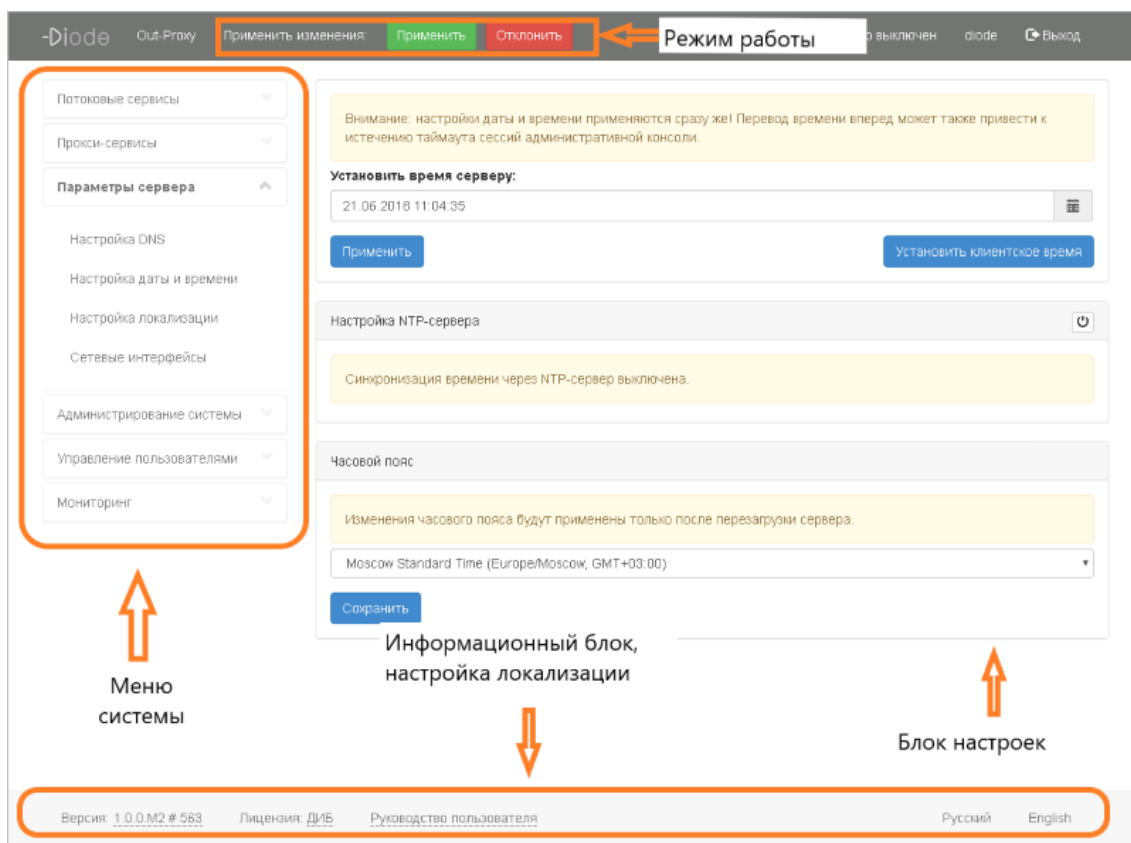 -Diode Out-Proxy Применить изменения: Применить Отклонить Режим работы выключен diode Выход
Потоковые сервисы
Прокси-сервисы
Параметры сервера
Настройка DNS
Настройка даты и времени
Настройка локализации
Сетевые интерфейсы
Администрирование системы
Управление пользователями
Мониторинг
Внимание: настройки даты и времени применяются сразу же! Перевод времени вперед может также привести к
истечению таймаута сессий административной консоли.
Установить время серверу:
21.06.2018 11:04:35
Применить Установить клиентское время
Настройка NTP-сервера
Синхронизация времени через NTP-сервер выключена.
Часовой пояс
Изменения часового пояса будут применены только после перезагрузки сервера.
Moscow Standard Time (Europe/Moscow, GMT+03:00)
Сохранить
Информационный блок,
настройка локализации
Меню
системы
Блок настроек
Версия: 1.0.0.M2 # 563 Лицензия: ДИБ Руководство пользователя Русский English